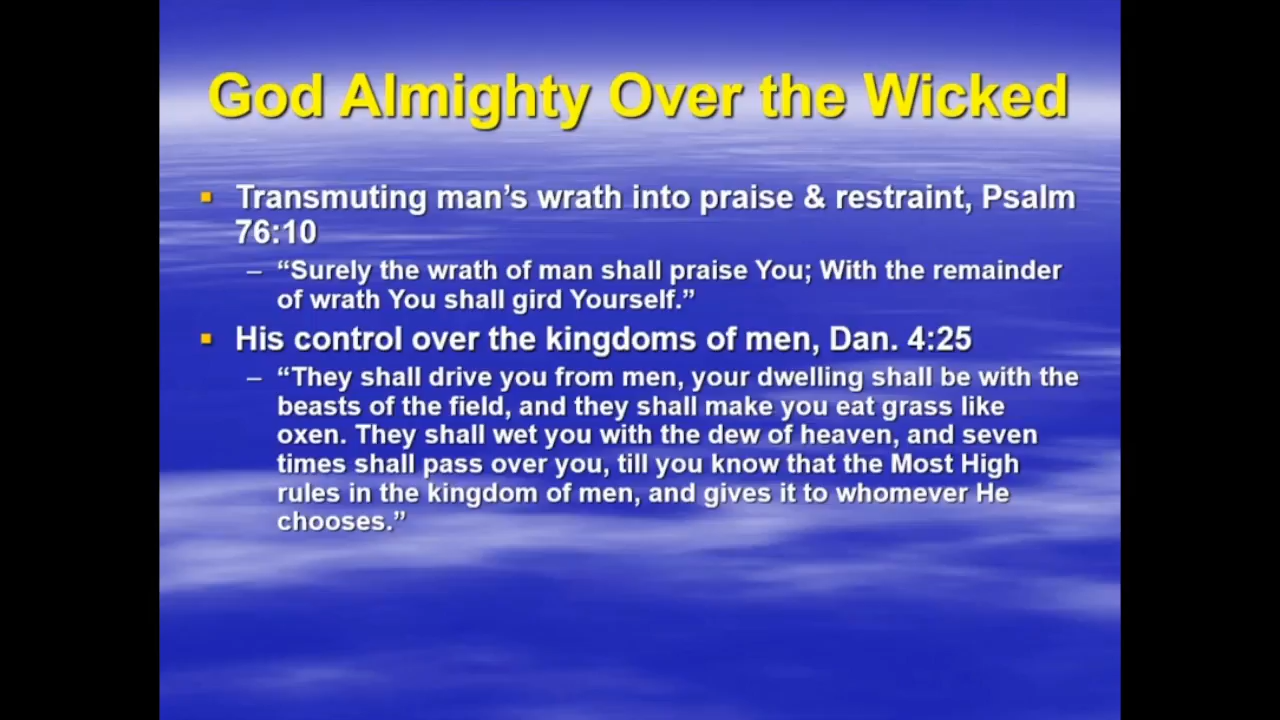 God Almighty Over the Wicked
▪ Transmuting man’s wrath into praise & restraint, Psalm
76:10
– “Surely the wrath of man shall praise You; With the remainder
of wrath You shall gird Yourself.”
▪ His control over the kingdoms of men, Dan. 4:25
– “They shall drive you from men, your dwelling shall be with the
beasts of the field, and they shall make you eat grass like
oxen. They shall wet you with the dew of heaven, and seven
times shall pass over you, till you know that the Most High
rules in the kingdom of men, and gives it to whomever He
chooses.”